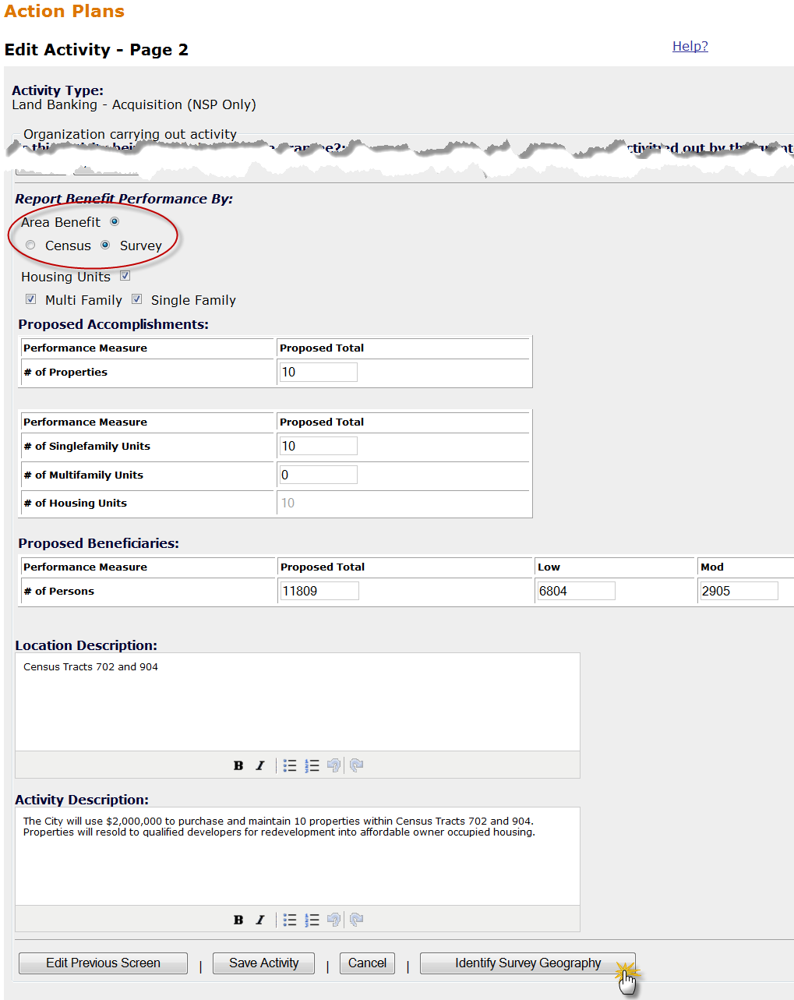 Action Plans
Edit Activity - Page 2
Help?
Activity Type:
Land Banking - Acquisition (NSP Only)
Organization carrying out activity
out by the
Report Benefit Performance By:
Area Benefit
Census Survey
Housing Units
Multi Family Single Family
Proposed Accomplishments:
Performance Measure Proposed Total
# of Properties 10
Performance Measure Proposed Total
# of Singlefamily Units 10
# of Multifamily Units 0
# of Housing Units 10
Proposed Beneficiaries:
Performance Measure Proposed Total Low Mod
# of Persons 11809 6804 2905
Location Description:
Census Tracts 702 and 904
B I
Activity Description:
The City will use $2,000,000 to purchase and maintain 10 properties within Census Tracts 702 and 904.
Properties will resold to qualified developers for redevelopment into affordable owner occupied housing.
B I
Edit Previous Screen | Save Activity | Cancel | Identify Survey Geography